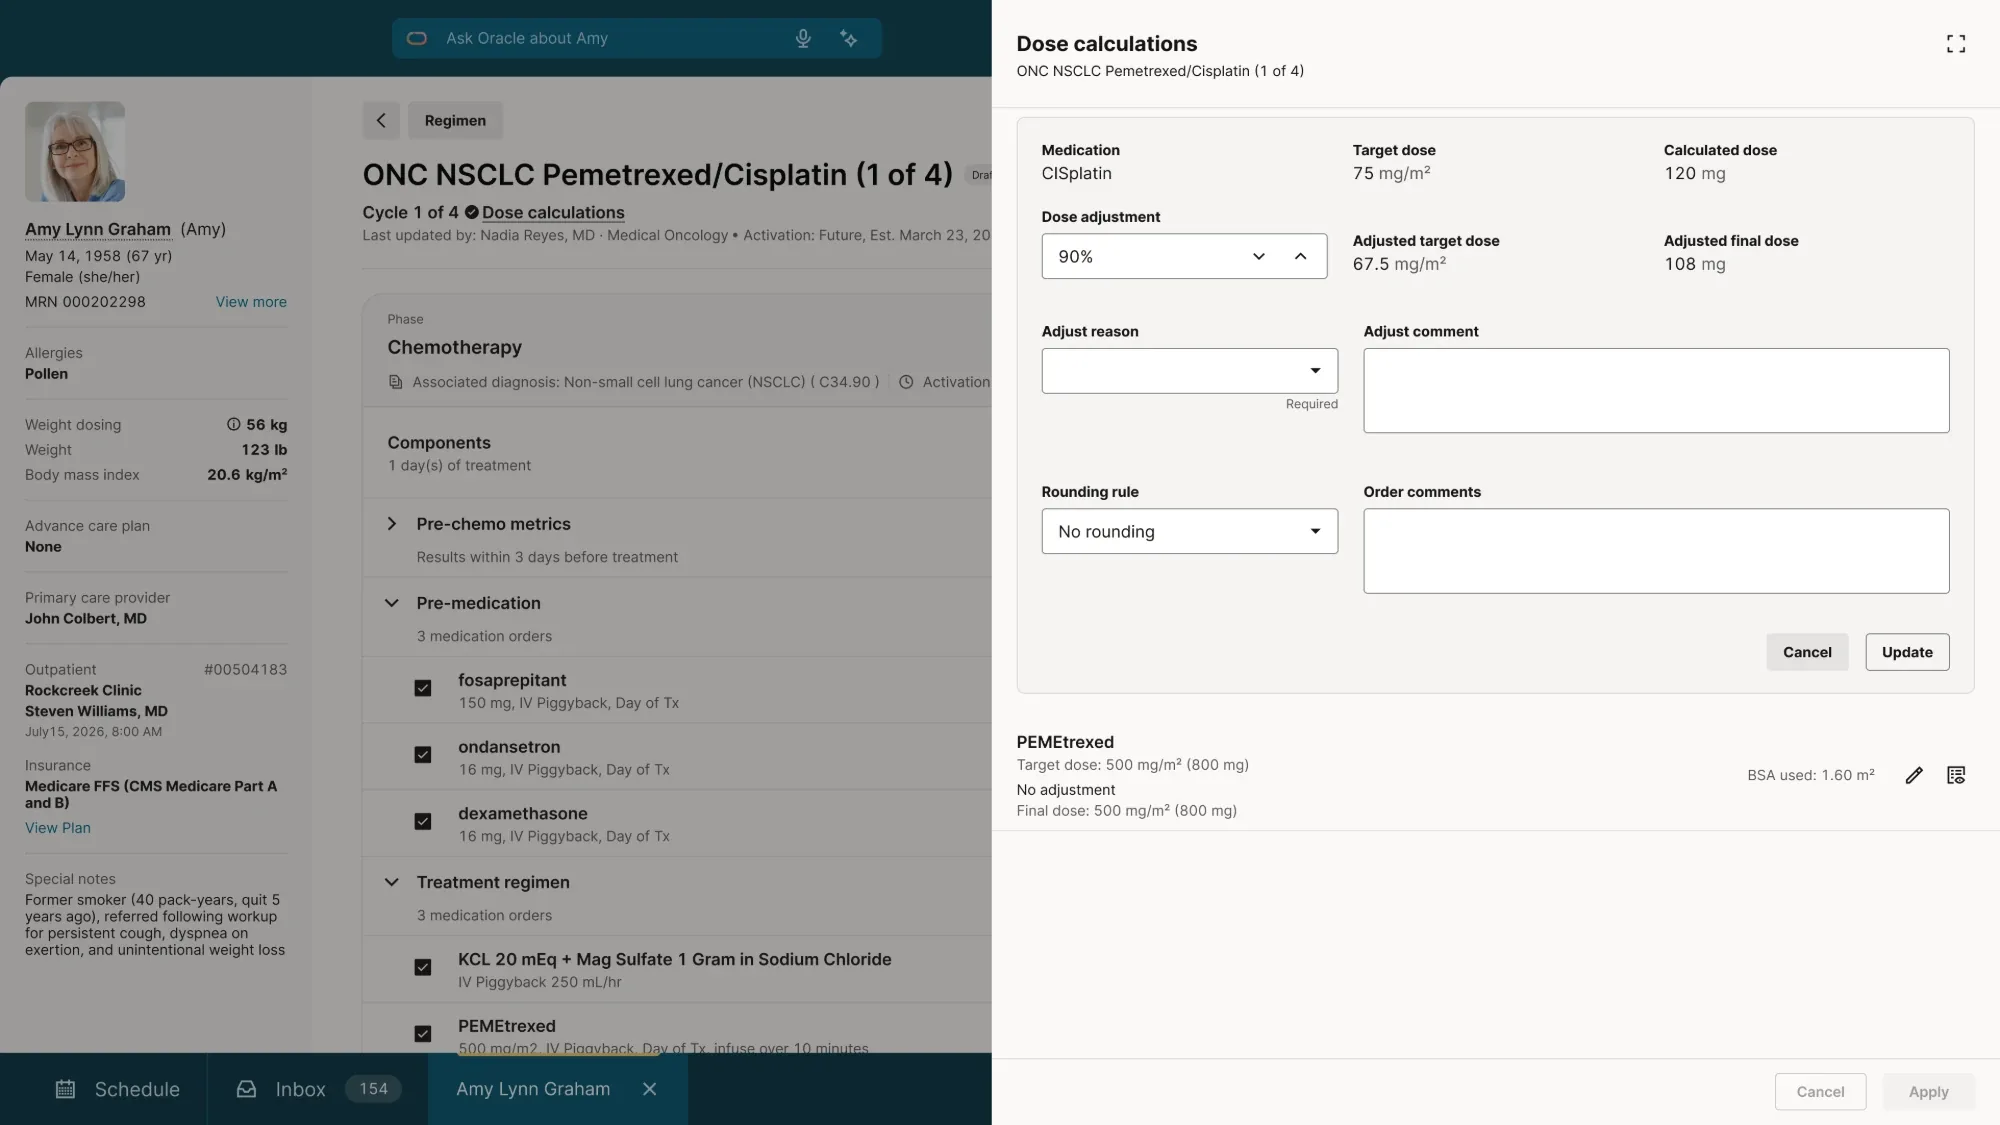 Ask Oracle about Amy
Amy Lynn Graham (Amy)
May 14, 1958 (67 yr)
Female (she/her)
MRN 000202298 View more
Allergies
Pollen
Weight dosing 56 kg
Weight 123 lb
Body mass index 20.6 kg/m²
Advance care plan
None
Primary care provider
John Colbert, MD
Outpatient #00504183
Rockcreek Clinic
Steven Williams, MD
July15, 2026, 8:00 AM
Insurance
Medicare FFS (CMS Medicare Part A
and B)
View Plan
Special notes
Former smoker (40 pack-years, quit 5
years ago), referred following workup
for persistent cough, dyspnea on
exertion, and unintentional weight loss
Regimen
ONC NSCLC Pemetrexed/Cisplatin (1 of 4) Draf
Cycle 1 of 4 Dose calculations
Last updated by: Nadia Reyes, MD · Medical Oncology • Activation: Future, Est. March 23, 20
Phase
Chemotherapy
Associated diagnosis: Non-small cell lung cancer (NSCLC) ( C34.90 ) Activation
Components
1 day(s) of treatment
Pre-chemo metrics
Results within 3 days before treatment
Pre-medication
3 medication orders
fosaprepitant
150 mg, IV Piggyback, Day of Tx
ondansetron
16 mg, IV Piggyback, Day of Tx
dexamethasone
16 mg, IV Piggyback, Day of Tx
Treatment regimen
3 medication orders
KCL 20 mEq + Mag Sulfate 1 Gram in Sodium Chloride
IV Piggyback 250 mL/hr
PEMEtrexed
500 mg/m2, IV Piggyback, Day of Tx, infuse over 10 minutes
Schedule
Inbox 154
Amy Lynn Graham
Dose calculations
ONC NSCLC Pemetrexed/Cisplatin (1 of 4)
Medication Target dose Calculated dose
CISplatin 75 mg/m² 120 mg
Dose adjustment
90%
Adjusted target dose Adjusted final dose
67.5 mg/m² 108 mg
Adjust reason Adjust comment
Required
Rounding rule Order comments
No rounding
Cancel Update
PEMEtrexed
Target dose: 500 mg/m² (800 mg)
No adjustment
Final dose: 500 mg/m² (800 mg)
BSA used: 1.60 m²
Cancel Apply